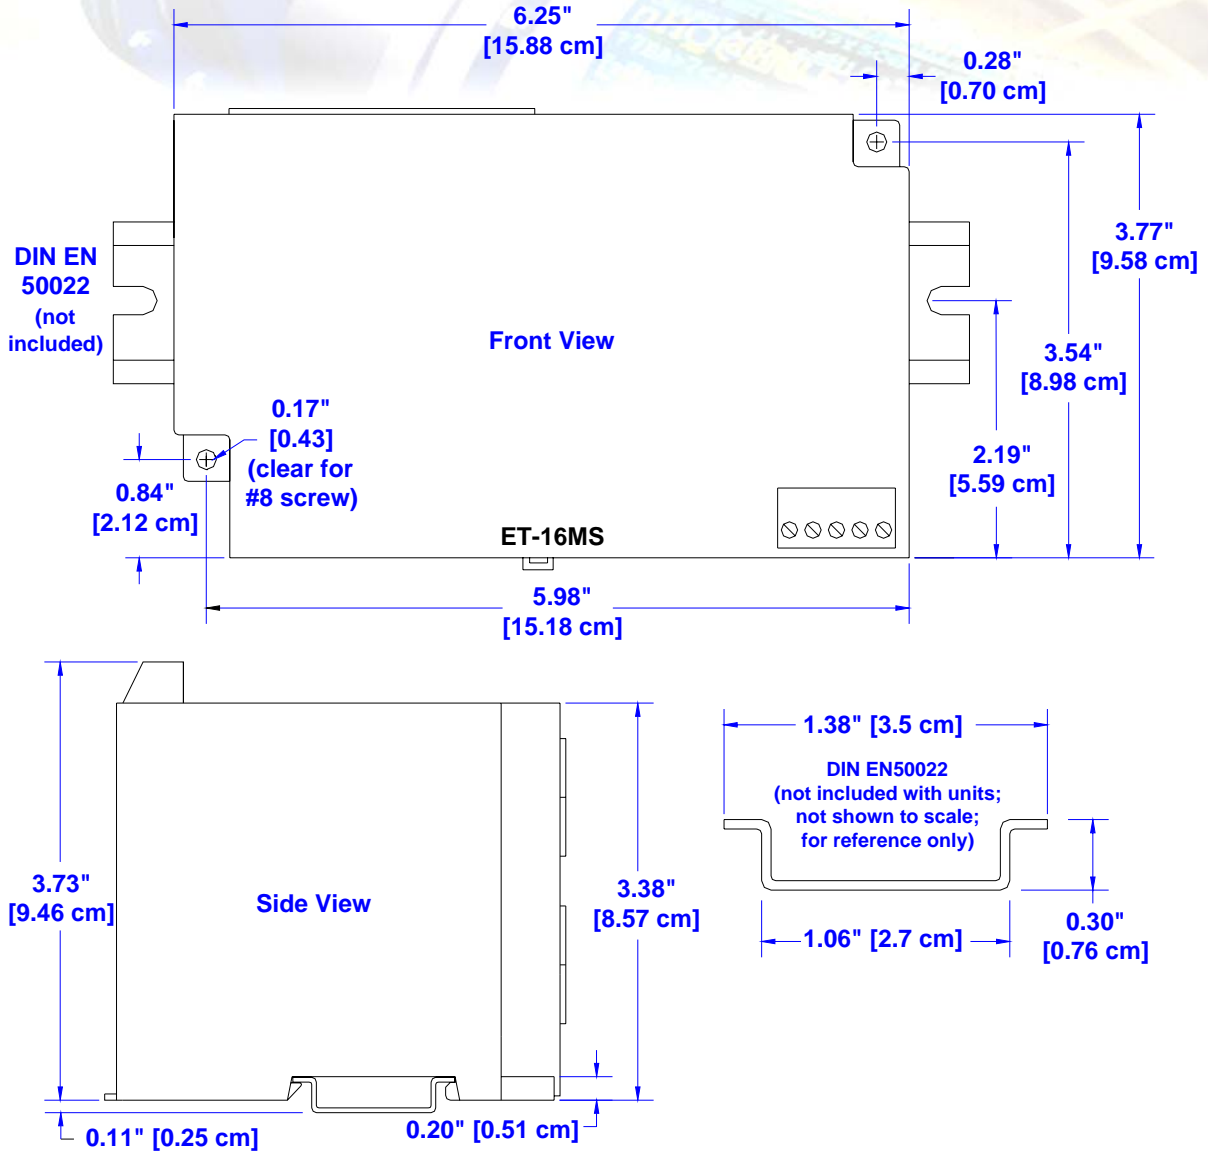 6.25"
[15.88 cm]
0.28"
[0.70 cm]
3.77"
[9.58 cm]
DIN EN
50022
(not
included)
Front View
3.54"
[8.98 cm]
0.17"
[0.43]
(clear for
#8 screw)
2.19"
[5.59 cm]
0.84"
[2.12 cm]
ET-16MS
5.98"
[15.18 cm]
1.38" [3.5 cm]
DIN EN50022
(not included with units;
not shown to scale;
for reference only)
3.73"
[9.46 cm]
Side View
3.38"
[8.57 cm]
1.06" [2.7 cm]
0.30"
[0.76 cm]
0.11" [0.25 cm]
0.20" [0.51 cm]